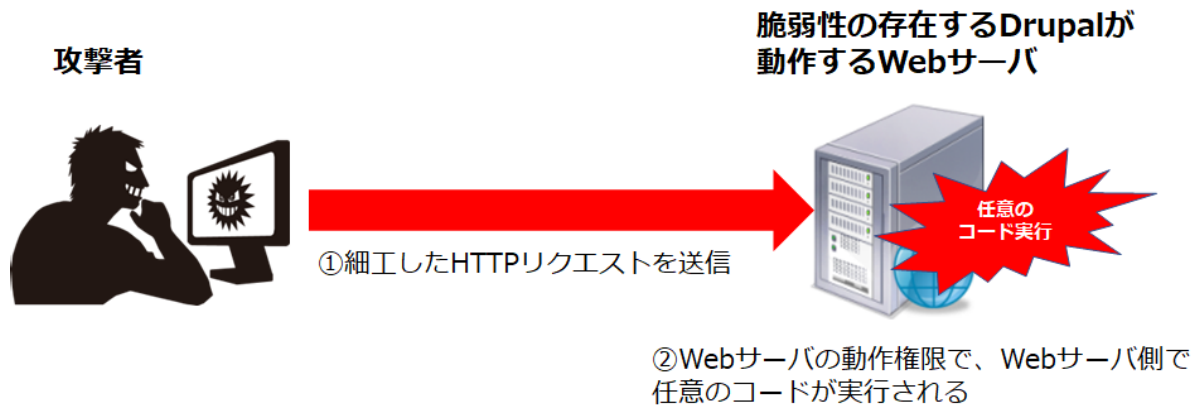 攻撃者
脆弱性の存在するDrupalが
動作するWebサーバ
任意の
コード実行
①細工したHTTPリクエストを送信
②Webサーバの動作権限で、Webサーバ側で
任意のコードが実行される